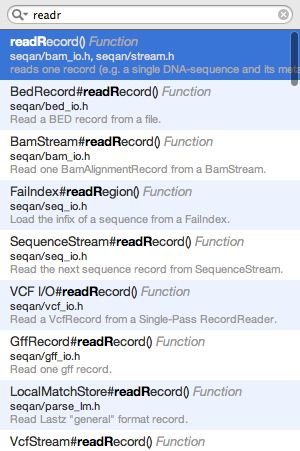 readr
readRecord() Function
seqan/bam_io.h, seqan/stream.h
reads one record (e.g. a single DNA-sequence and its meta
BedRecord#readRecord() Function
seqan/bed_io.h
Read a BED record from a file.
BamStream#readRecord() Function
seqan/bam_io.h
Read one BamAlignmentRecord from a BamStream.
FaiIndex#readRegion() Function
seqan/seq_io.h
Load the infix of a sequence from a FaiIndex.
SequenceStream#readRecord() Function
seqan/seq_io.h
Read the next sequence record from SequenceStream.
VCF I/O#readRecord() Function
seqan/vcf_io.h
Read a VcfRecord from a Single-Pass RecordReader.
GffRecord#readRecord() Function
seqan/gff_io.h
Read one gff record.
LocalMatchStore#readRecord() Function
seqan/parse_lm.h
Read Lastz "general" format record.
VcfStream#readRecord() Function